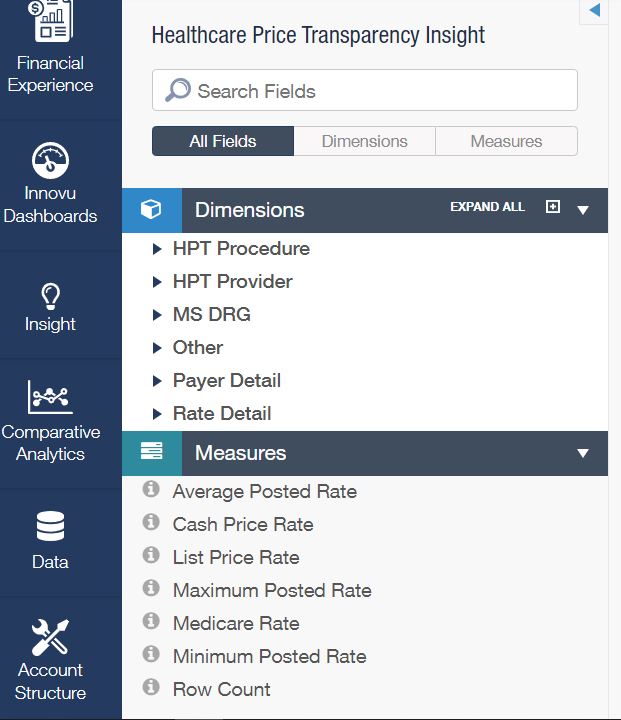 Financial
Experience
Innovu
Dashboards
Insight
Comparative
Analytics
Data
Account
Structure
Healthcare Price Transparency Insight
Search Fields
All Fields Dimensions Measures
Dimensions EXPAND ALL
HPT Procedure
HPT Provider
MS DRG
Other
Payer Detail
Rate Detail
Measures
Average Posted Rate
Cash Price Rate
List Price Rate
Maximum Posted Rate
Medicare Rate
Minimum Posted Rate
Row Count